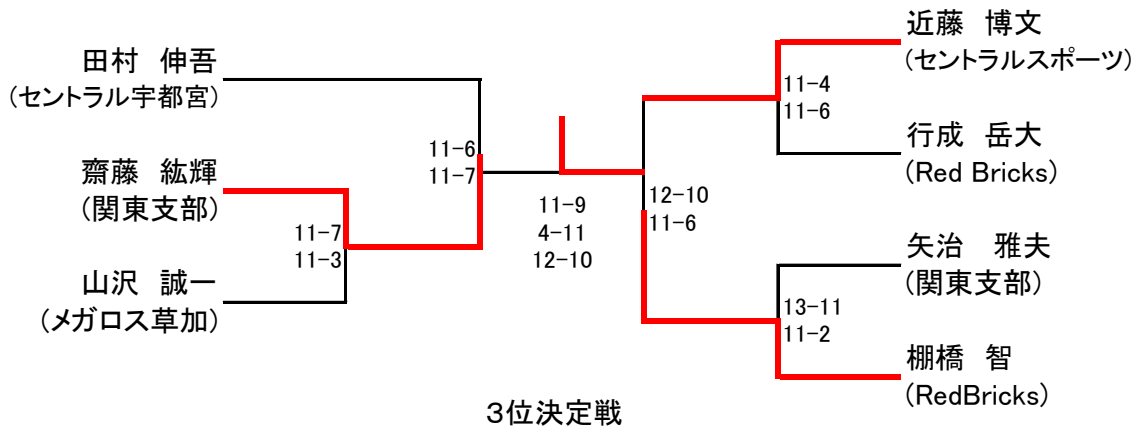 田村 伸吾
(セントラル宇都宮)
齋藤 紘輝
(関東支部)
山沢 誠一
(メガロス草加)
11-7
11-3
11-6
11-7
11-9
4-11
12-10
12-10
11-6
近藤 博文
(セントラルスポーツ)
11-4
11-6
行成 岳大
(Red Bricks)
矢治 雅夫
(関東支部)
13-11
11-2
棚橋 智
(RedBricks)
3位決定戦